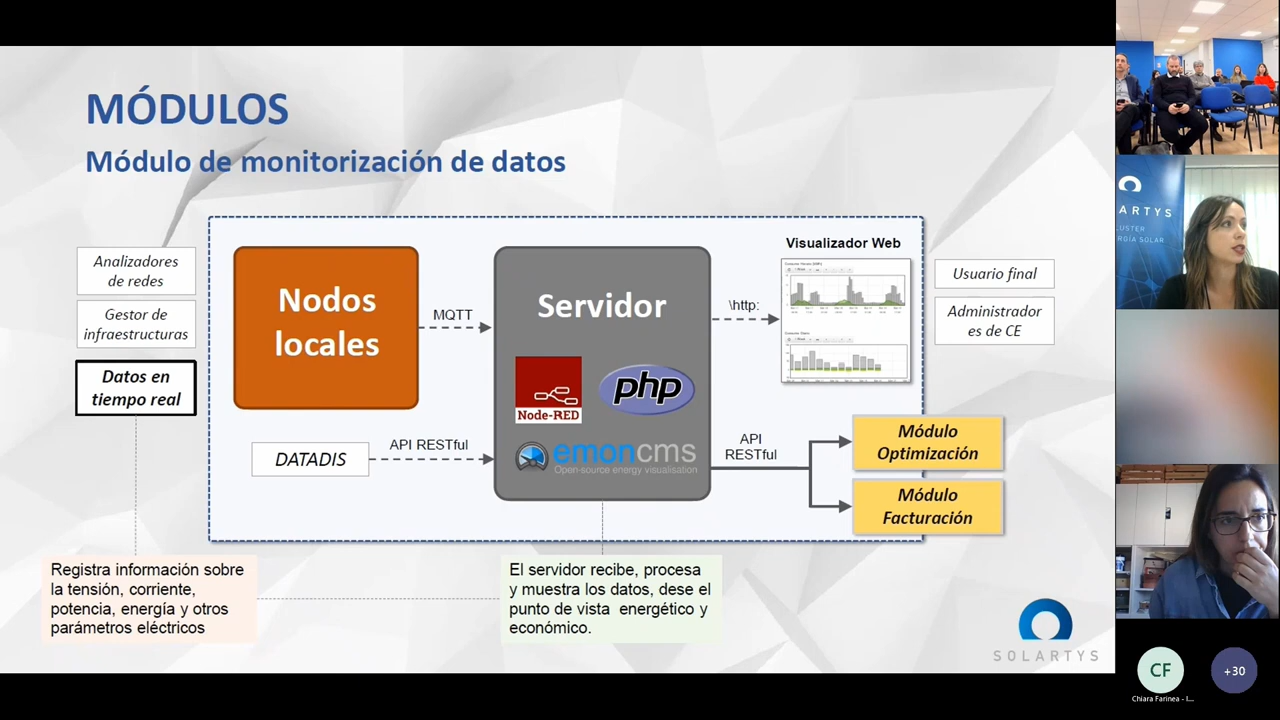 MÓDULOS
Módulo de monitorización de datos
Analizadores
de redes
Gestor de
infraestructuras
Datos en
tiempo real
Nodos
locales
MQTT
DATADIS
API RESTful
Servidor
Node-RED
php
emoncms
Open-source energy visualisation
\http:
Visualizador Web
API
RESTful
Usuario final
Administrador
es de CE
Módulo
Optimización
Módulo
Facturación
Registra información sobre
la tensión, corriente,
potencia, energía y otros
parámetros eléctricos
El servidor recibe, procesa
y muestra los datos, dese el
punto de vista energético y
económico.
SOLARTYS
ARTYS
CLUSTER
SOLAR
CF
Chiara Farinea - I...
+30